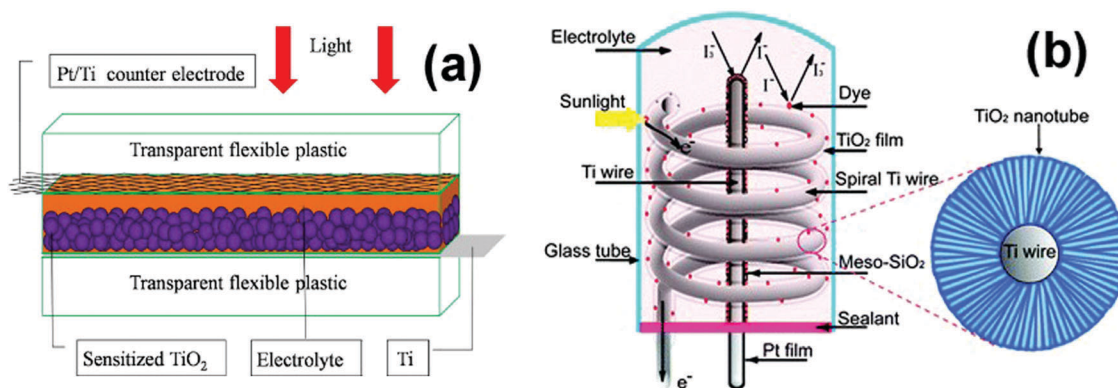 Light
(a)
Pt/Ti counter electrode
Transparent flexible plastic
Transparent flexible plastic
Sensitized TiO₂
Electrolyte
Ti
(b)
Electrolyte
I₃⁻
I⁻
I⁻
I₃⁻
Sunlight
e⁻
Dye
TiO₂ film
Ti wire
Spiral Ti wire
Glass tube
Meso-SiO₂
Sealant
Pt film
e⁻
TiO₂ nanotube
Ti wire